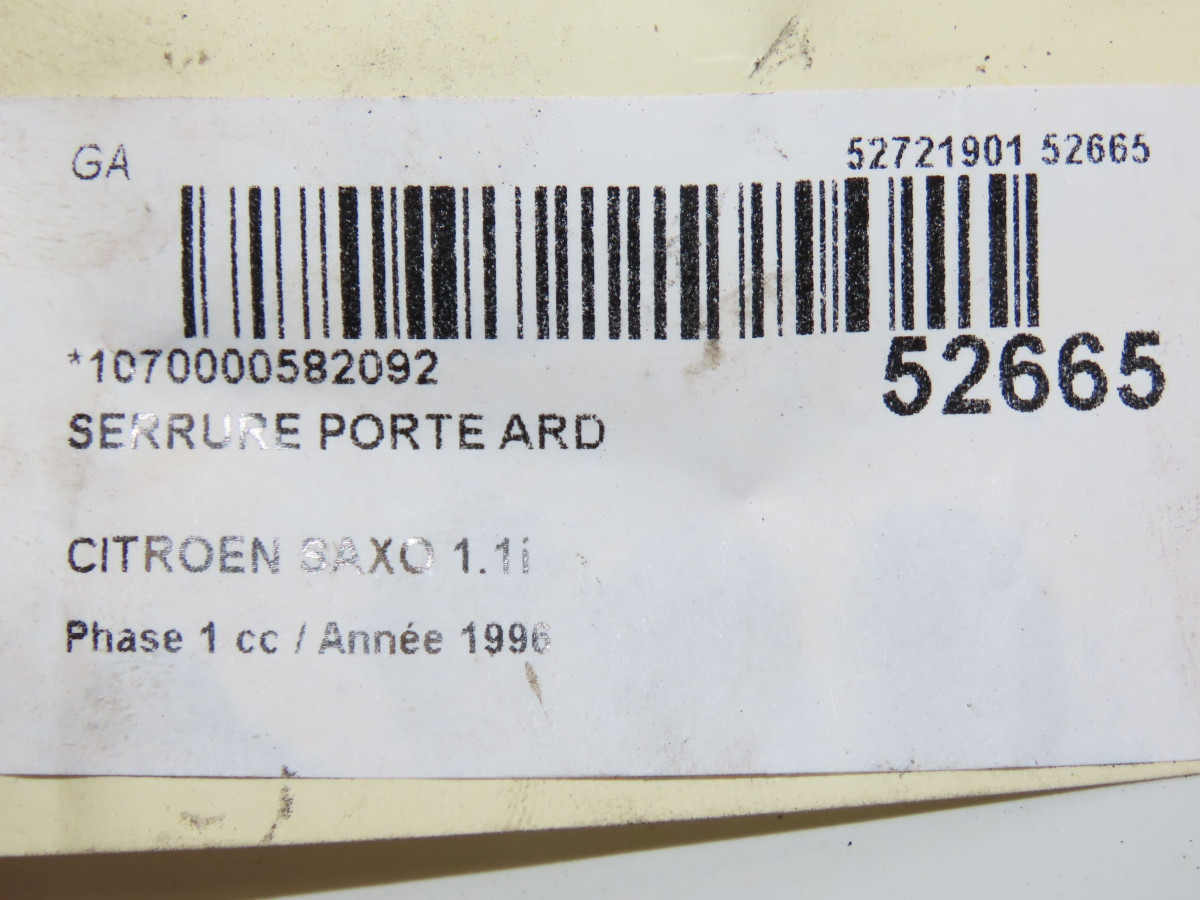 GA
52721901 52665
*1070000582092
52665
SERRURE PORTE ARD
CITROEN SAXO 1.1i
Phase 1 cc / Année 1996